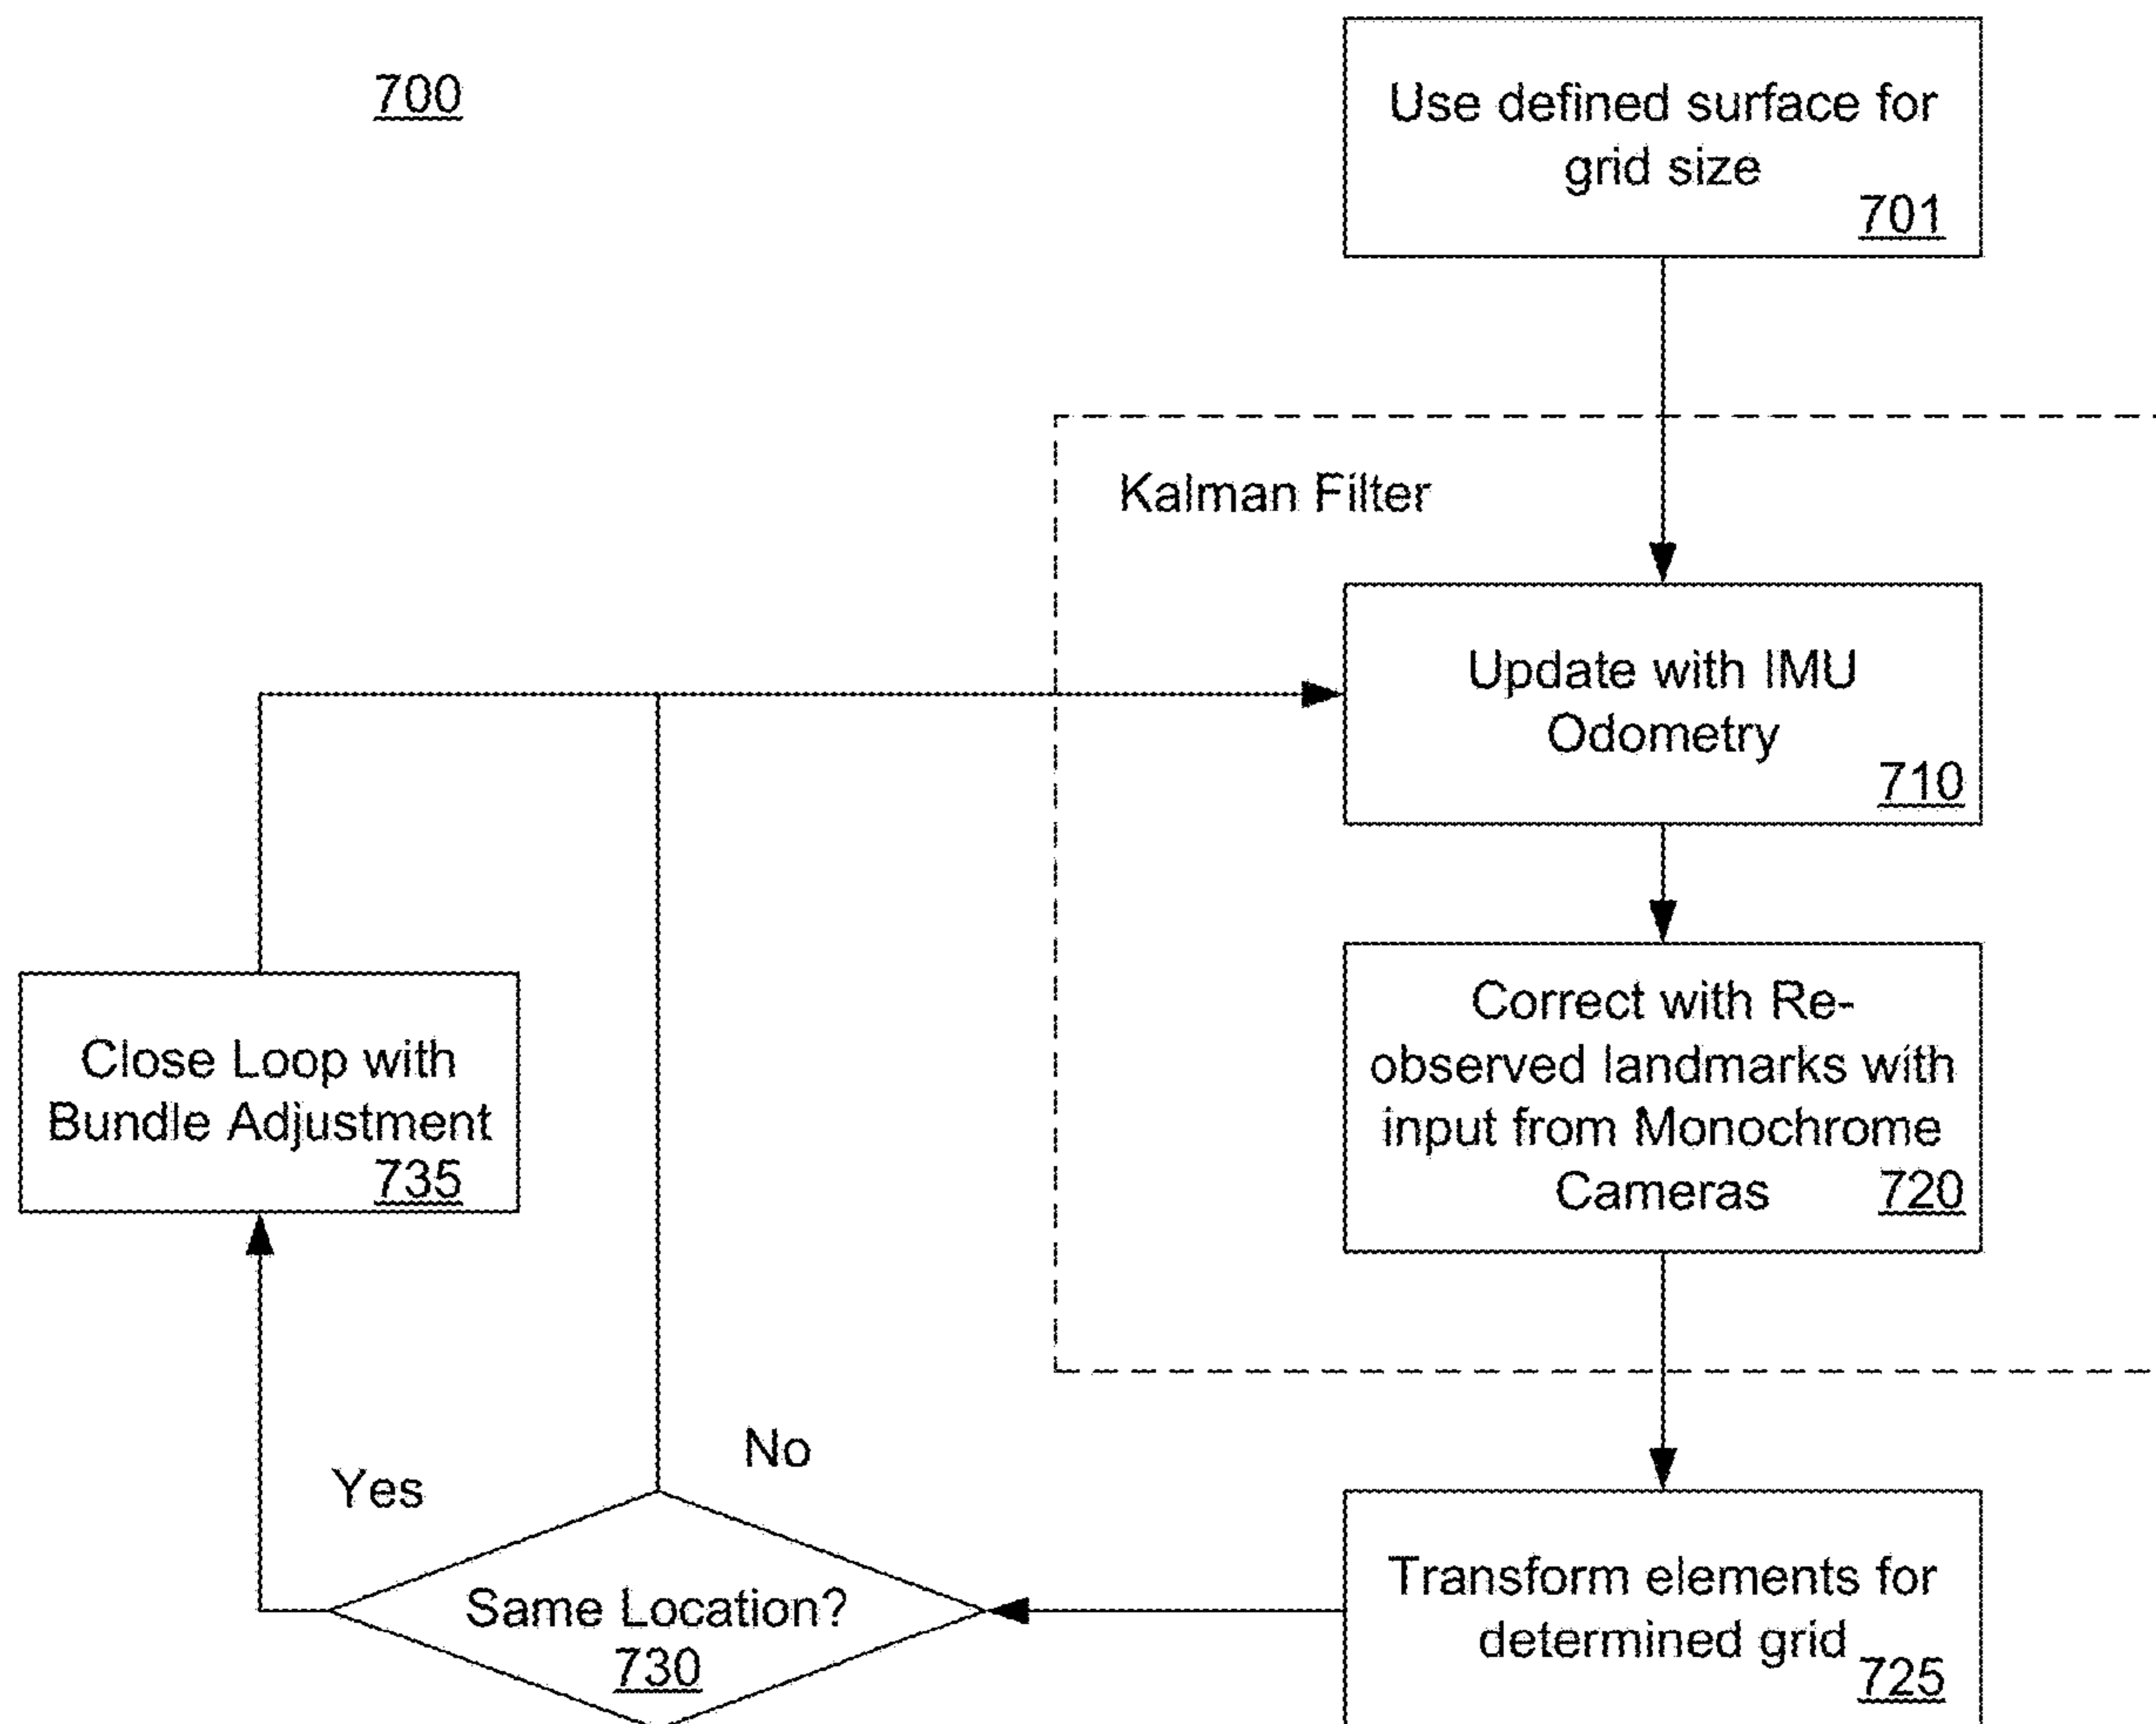 700
Use defined surface for
grid size
701
Kalman Filter
Update with IMU
Odometry
710
Correct with Re-
observed landmarks with
input from Monochrome
Cameras 720
Close Loop with
Bundle Adjustment
735
No
Yes
Same Location?
730
Transform elements for
determined grid
725